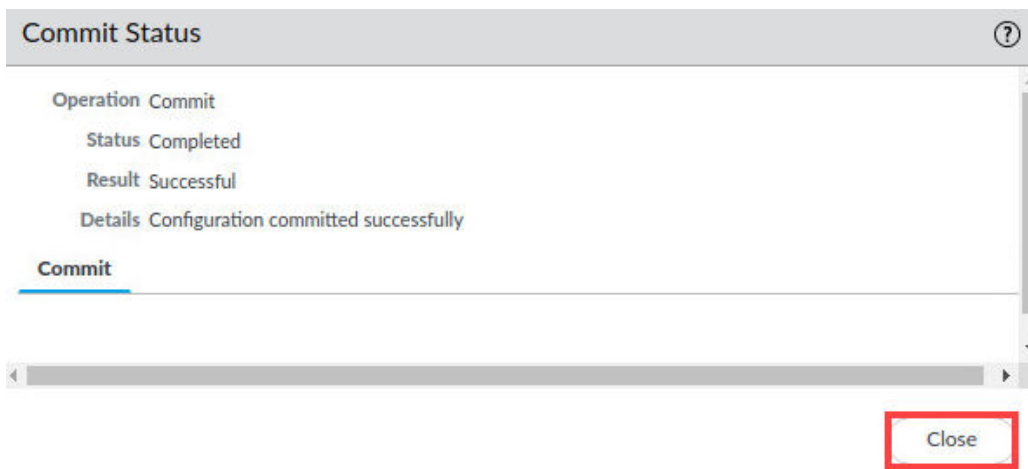 Commit Status
Operation Commit
Status Completed
Result Successful
Details Configuration committed successfully
Commit
Close